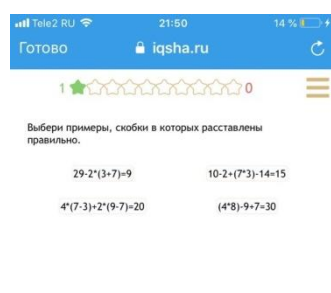 Tele2 RU 21:50 14 %
Готово iqsha.ru
1 0
Выбери примеры, скобки в которых расставлены
правильно.
29-2*(3+7)=9 10-2+(7*3)-14=15
4*(7-3)+2*(9-7)=20 (4*8)-9+7=30